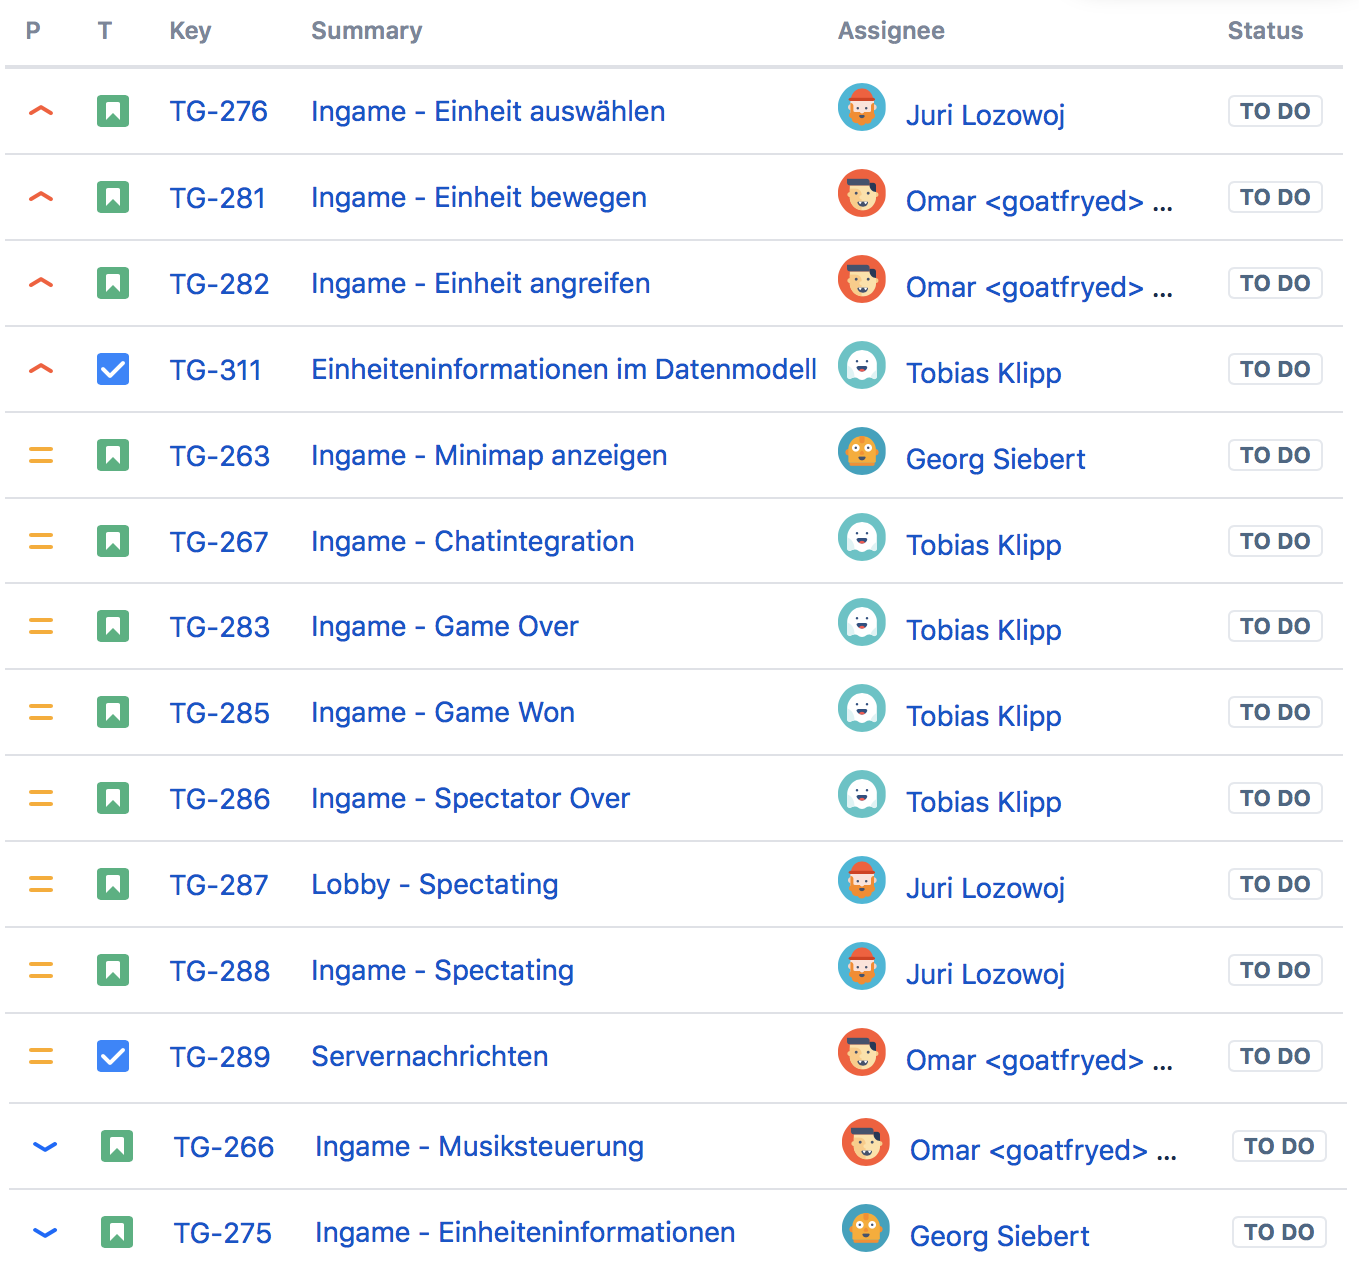 P T Key Summary Assignee Status
TG-276 Ingame - Einheit auswählen Juri Lozowoj TO DO
TG-281 Ingame - Einheit bewegen Omar <goatfryed> ... TO DO
TG-282 Ingame - Einheit angreifen Omar <goatfryed> ... TO DO
TG-311 Einheiteninformationen im Datenmodell Tobias Klipp TO DO
TG-263 Ingame - Minimap anzeigen Georg Siebert TO DO
TG-267 Ingame - Chatintegration Tobias Klipp TO DO
TG-283 Ingame - Game Over Tobias Klipp TO DO
TG-285 Ingame - Game Won Tobias Klipp TO DO
TG-286 Ingame - Spectator Over Tobias Klipp TO DO
TG-287 Lobby - Spectating Juri Lozowoj TO DO
TG-288 Ingame - Spectating Juri Lozowoj TO DO
TG-289 Servernachrichten Omar <goatfryed> ... TO DO
TG-266 Ingame - Musiksteuerung Omar <goatfryed> ... TO DO
TG-275 Ingame - Einheiteninformationen Georg Siebert TO DO